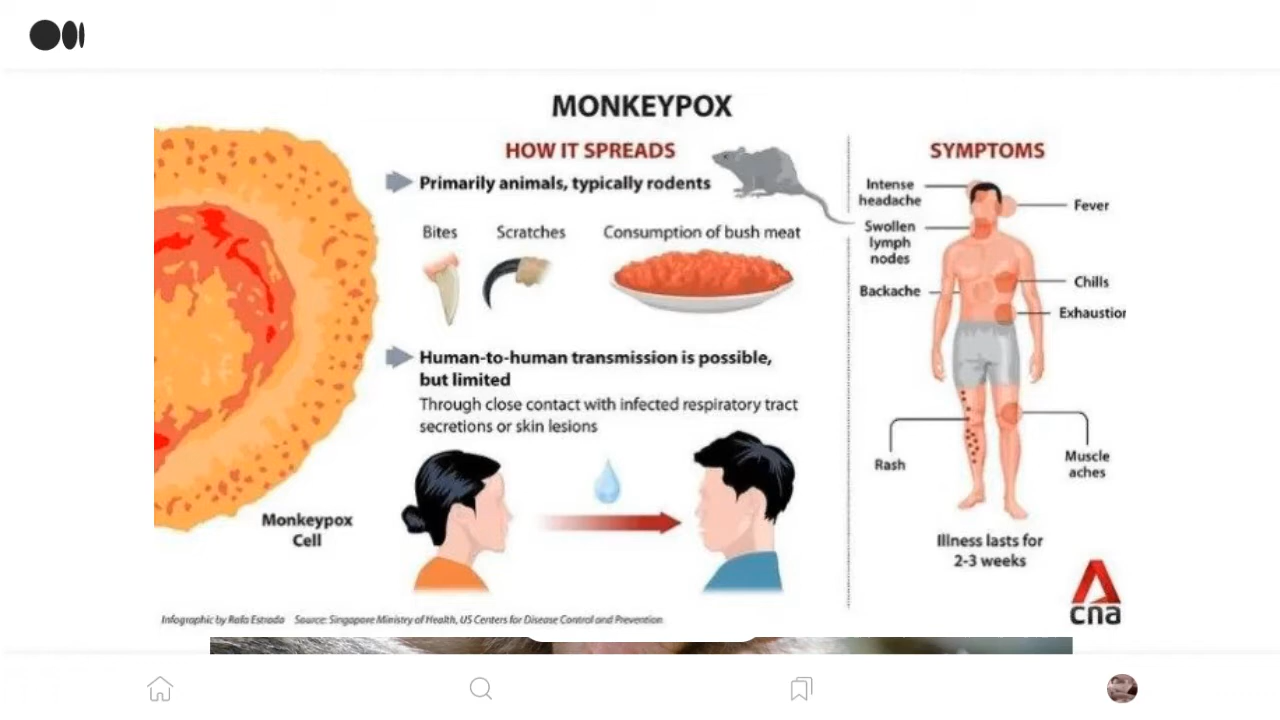 MONKEYPOX
HOW IT SPREADS
Primarily animals, typically rodents
Bites
Scratches
Consumption of bush meat
Human-to-human transmission is possible,
but limited
Through close contact with infected respiratory tract
secretions or skin lesions
Monkeypox
Cell
SYMPTOMS
Intense
headache
Fever
Swollen
lymph
nodes
Chills
Backache
Exhaustion
Rash
Muscle
aches
Illness lasts for
2-3 weeks
cna
Infographic by Rafa Estrada Source: Singapore Ministry of Health, US Centers for Disease Control and Prevention